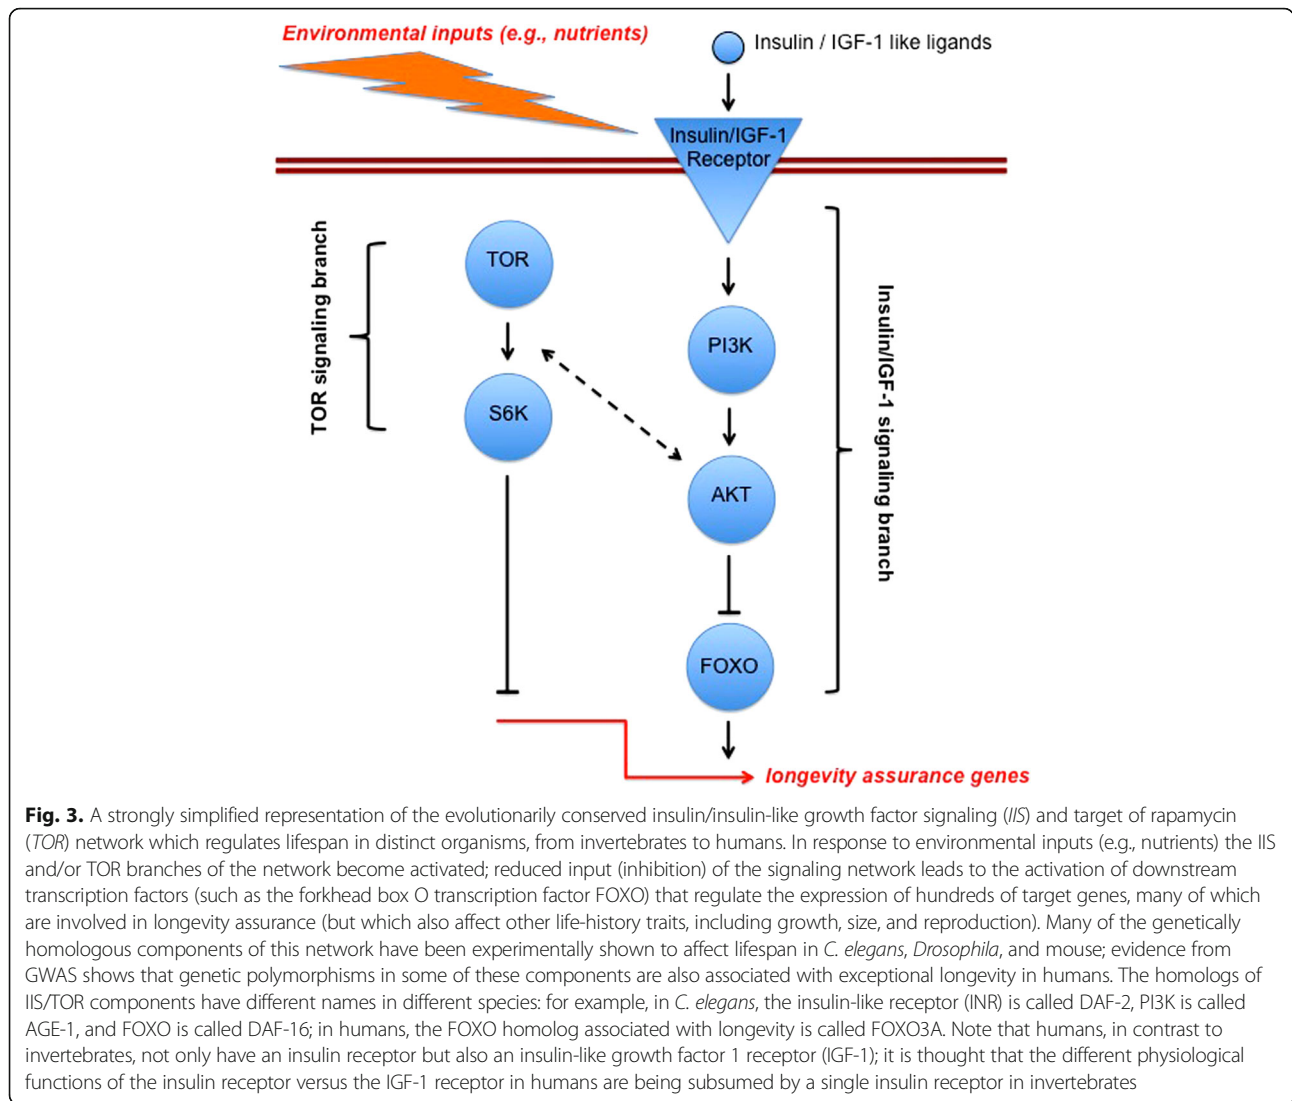 Environmental inputs (e.g., nutrients)
Insulin / IGF-1 like ligands
Insulin/IGF-1
Receptor
TOR signaling branch
TOR
S6K
PI3K
AKT
FOXO
Insulin/IGF-1 signaling branch
longevity assurance genes
Fig. 3. A strongly simplified representation of the evolutionarily conserved insulin/insulin-like growth factor signaling (IIS) and target of rapamycin
(TOR) network which regulates lifespan in distinct organisms, from invertebrates to humans. In response to environmental inputs (e.g., nutrients) the IIS
and/or TOR branches of the network become activated; reduced input (inhibition) of the signaling network leads to the activation of downstream
transcription factors (such as the forkhead box O transcription factor FOXO) that regulate the expression of hundreds of target genes, many of which
are involved in longevity assurance (but which also affect other life-history traits, including growth, size, and reproduction). Many of the genetically
homologous components of this network have been experimentally shown to affect lifespan in C. elegans, Drosophila, and mouse; evidence from
GWAS shows that genetic polymorphisms in some of these components are also associated with exceptional longevity in humans. The homologs of
IIS/TOR components have different names in different species: for example, in C. elegans, the insulin-like receptor (INR) is called DAF-2, PI3K is called
AGE-1, and FOXO is called DAF-16; in humans, the FOXO homolog associated with longevity is called FOXO3A. Note that humans, in contrast to
invertebrates, not only have an insulin receptor but also an insulin-like growth factor 1 receptor (IGF-1); it is thought that the different physiological
functions of the insulin receptor versus the IGF-1 receptor in humans are being subsumed by a single insulin receptor in invertebrates